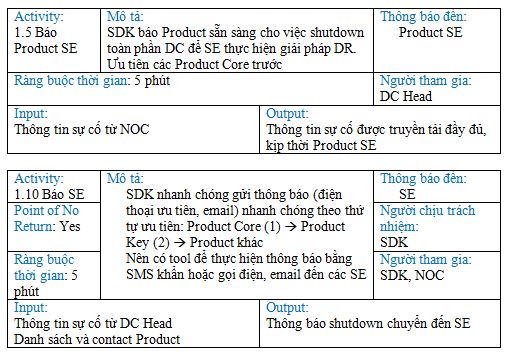 Activity:
1.5 Báo
Product SE
Mô tả:
SDK báo Product sẵn sàng cho việc shutdown
toàn phần DC để SE thực hiện giải pháp DR.
Ưu tiên các Product Core trước
Thông báo đến:
Product SE
Ràng buộc thời gian: 5 phút
Người tham gia:
DC Head
Input:
Thông tin sự cố từ NOC
Output:
Thông tin sự cố được truyền tải đầy đủ,
kịp thời Product SE
Activity:
1.10 Báo SE
Point of No
Return: Yes
Ràng buộc
thời gian: 5
phút
Mô tả:
SDK nhanh chóng gửi thông báo (điện
thoại ưu tiên, email) nhanh chóng theo thứ
tự ưu tiên: Product Core (1) → Product
Key (2) → Product khác
Nên có tool để thực hiện thông báo bằng
SMS khẩn hoặc gọi điện, email đến các SE
Thông báo đến:
SE
Người chịu trách
nhiệm:
SDK
Người tham gia:
SDK, NOC
Input:
Thông tin sự cố từ DC Head
Danh sách và contact Product
Output:
Thông báo shutdown chuyển đến SE